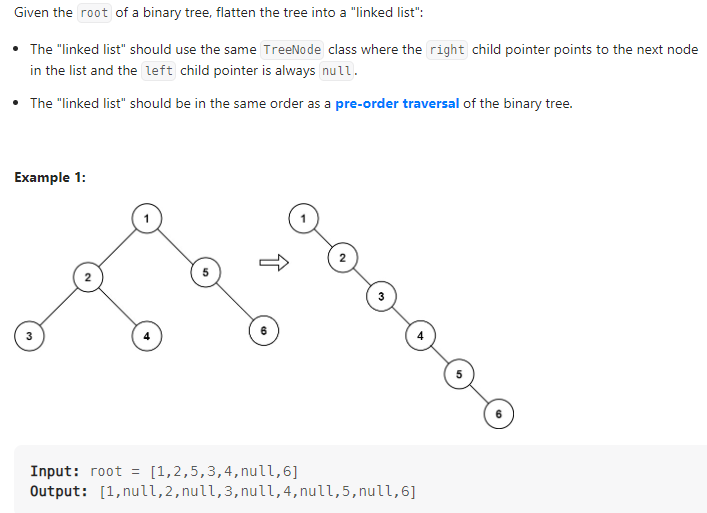 Given the root of a binary tree, flatten the tree into a "linked list":
• The "linked list" should use the same TreeNode class where the right child pointer points to the next node
in the list and the left child pointer is always null.
• The "linked list" should be in the same order as a pre-order traversal of the binary tree.
Example 1:
1
2
5
3
4
6
1
2
3
4
5
6
Input: root = [1,2,5,3,4,null,6]
Output: [1,null,2,null,3,null,4,null,5,null,6]